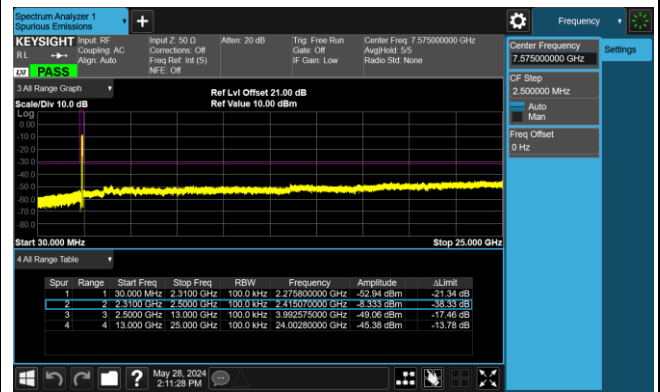 Spectrum Analyzer 1
Spurious Emissions
Frequency
KEYSIGHT
RL
PASS
Input: RF
Coupling: AC
Align: Auto
Input Z: 50 Ω
Corrections: Off
Freq Ref: Int (S)
NFE: Off
Atten: 20 dB
Trig: Free Run
Gate: Off
IF Gain: Low
Center Freq: 7.575000000 GHz
Avg|Hold: 5/5
Radio Std: None
Center Frequency
7.575000000 GHz
Settings
CF Step
2.500000 MHz
Auto
Man
Freq Offset
0 Hz
3 All Range Graph
Scale/Div 10.0 dB
Ref Lvl Offset 21.00 dB
Ref Value 10.00 dBm
Log
0.00
-10.0
-20.0
-30.0
-40.0
-50.0
-60.0
-70.0
-80.0
Start 30.000 MHz
Stop 25.000 GHz
4 All Range Table
Spur Range Start Freq Stop Freq RBW Frequency Amplitude ΔLimit
1 1 30.000 MHz 2.3100 GHz 100.0 kHz 2.275800000 GHz -52.94 dBm -21.34 dB
2 2 2.3100 GHz 2.5000 GHz 100.0 kHz 2.415070000 GHz -8.333 dBm -38.33 dB
3 3 2.5000 GHz 13.000 GHz 100.0 kHz 3.992575000 GHz -49.06 dBm -17.46 dB
4 4 13.000 GHz 25.000 GHz 100.0 kHz 24.00280000 GHz -45.38 dBm -13.78 dB
?
May 28, 2024
2:11:28 PM